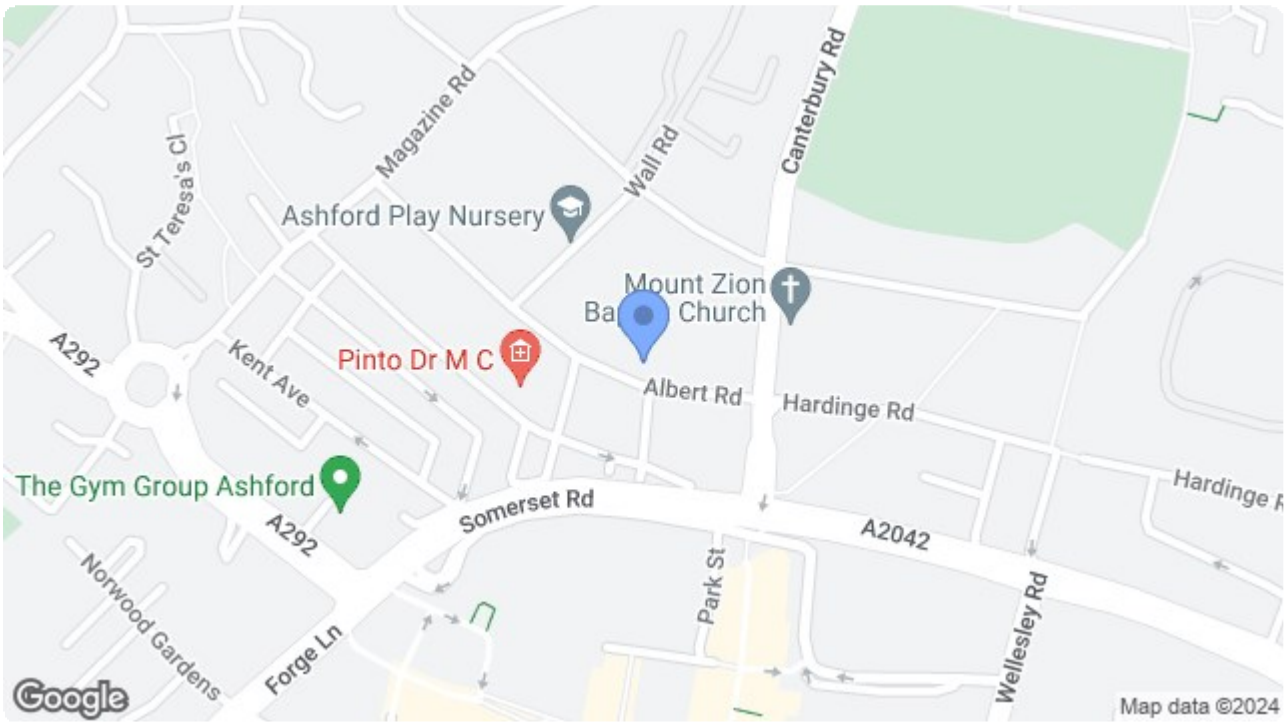 Canterbury Rd
Magazine Rd
Wall Rd
St Teresa's Cl
Ashford Play Nursery
Mount Zion
Church
A292
Kent Ave
Pinto Dr M C
Albert Rd
Hardinge Rd
The Gym Group Ashford
Somerset Rd
Hardinge
A292
A2042
Norwood Gardens
Park St
Wellesley Rd
Forge Ln
Google
Map data ©2024